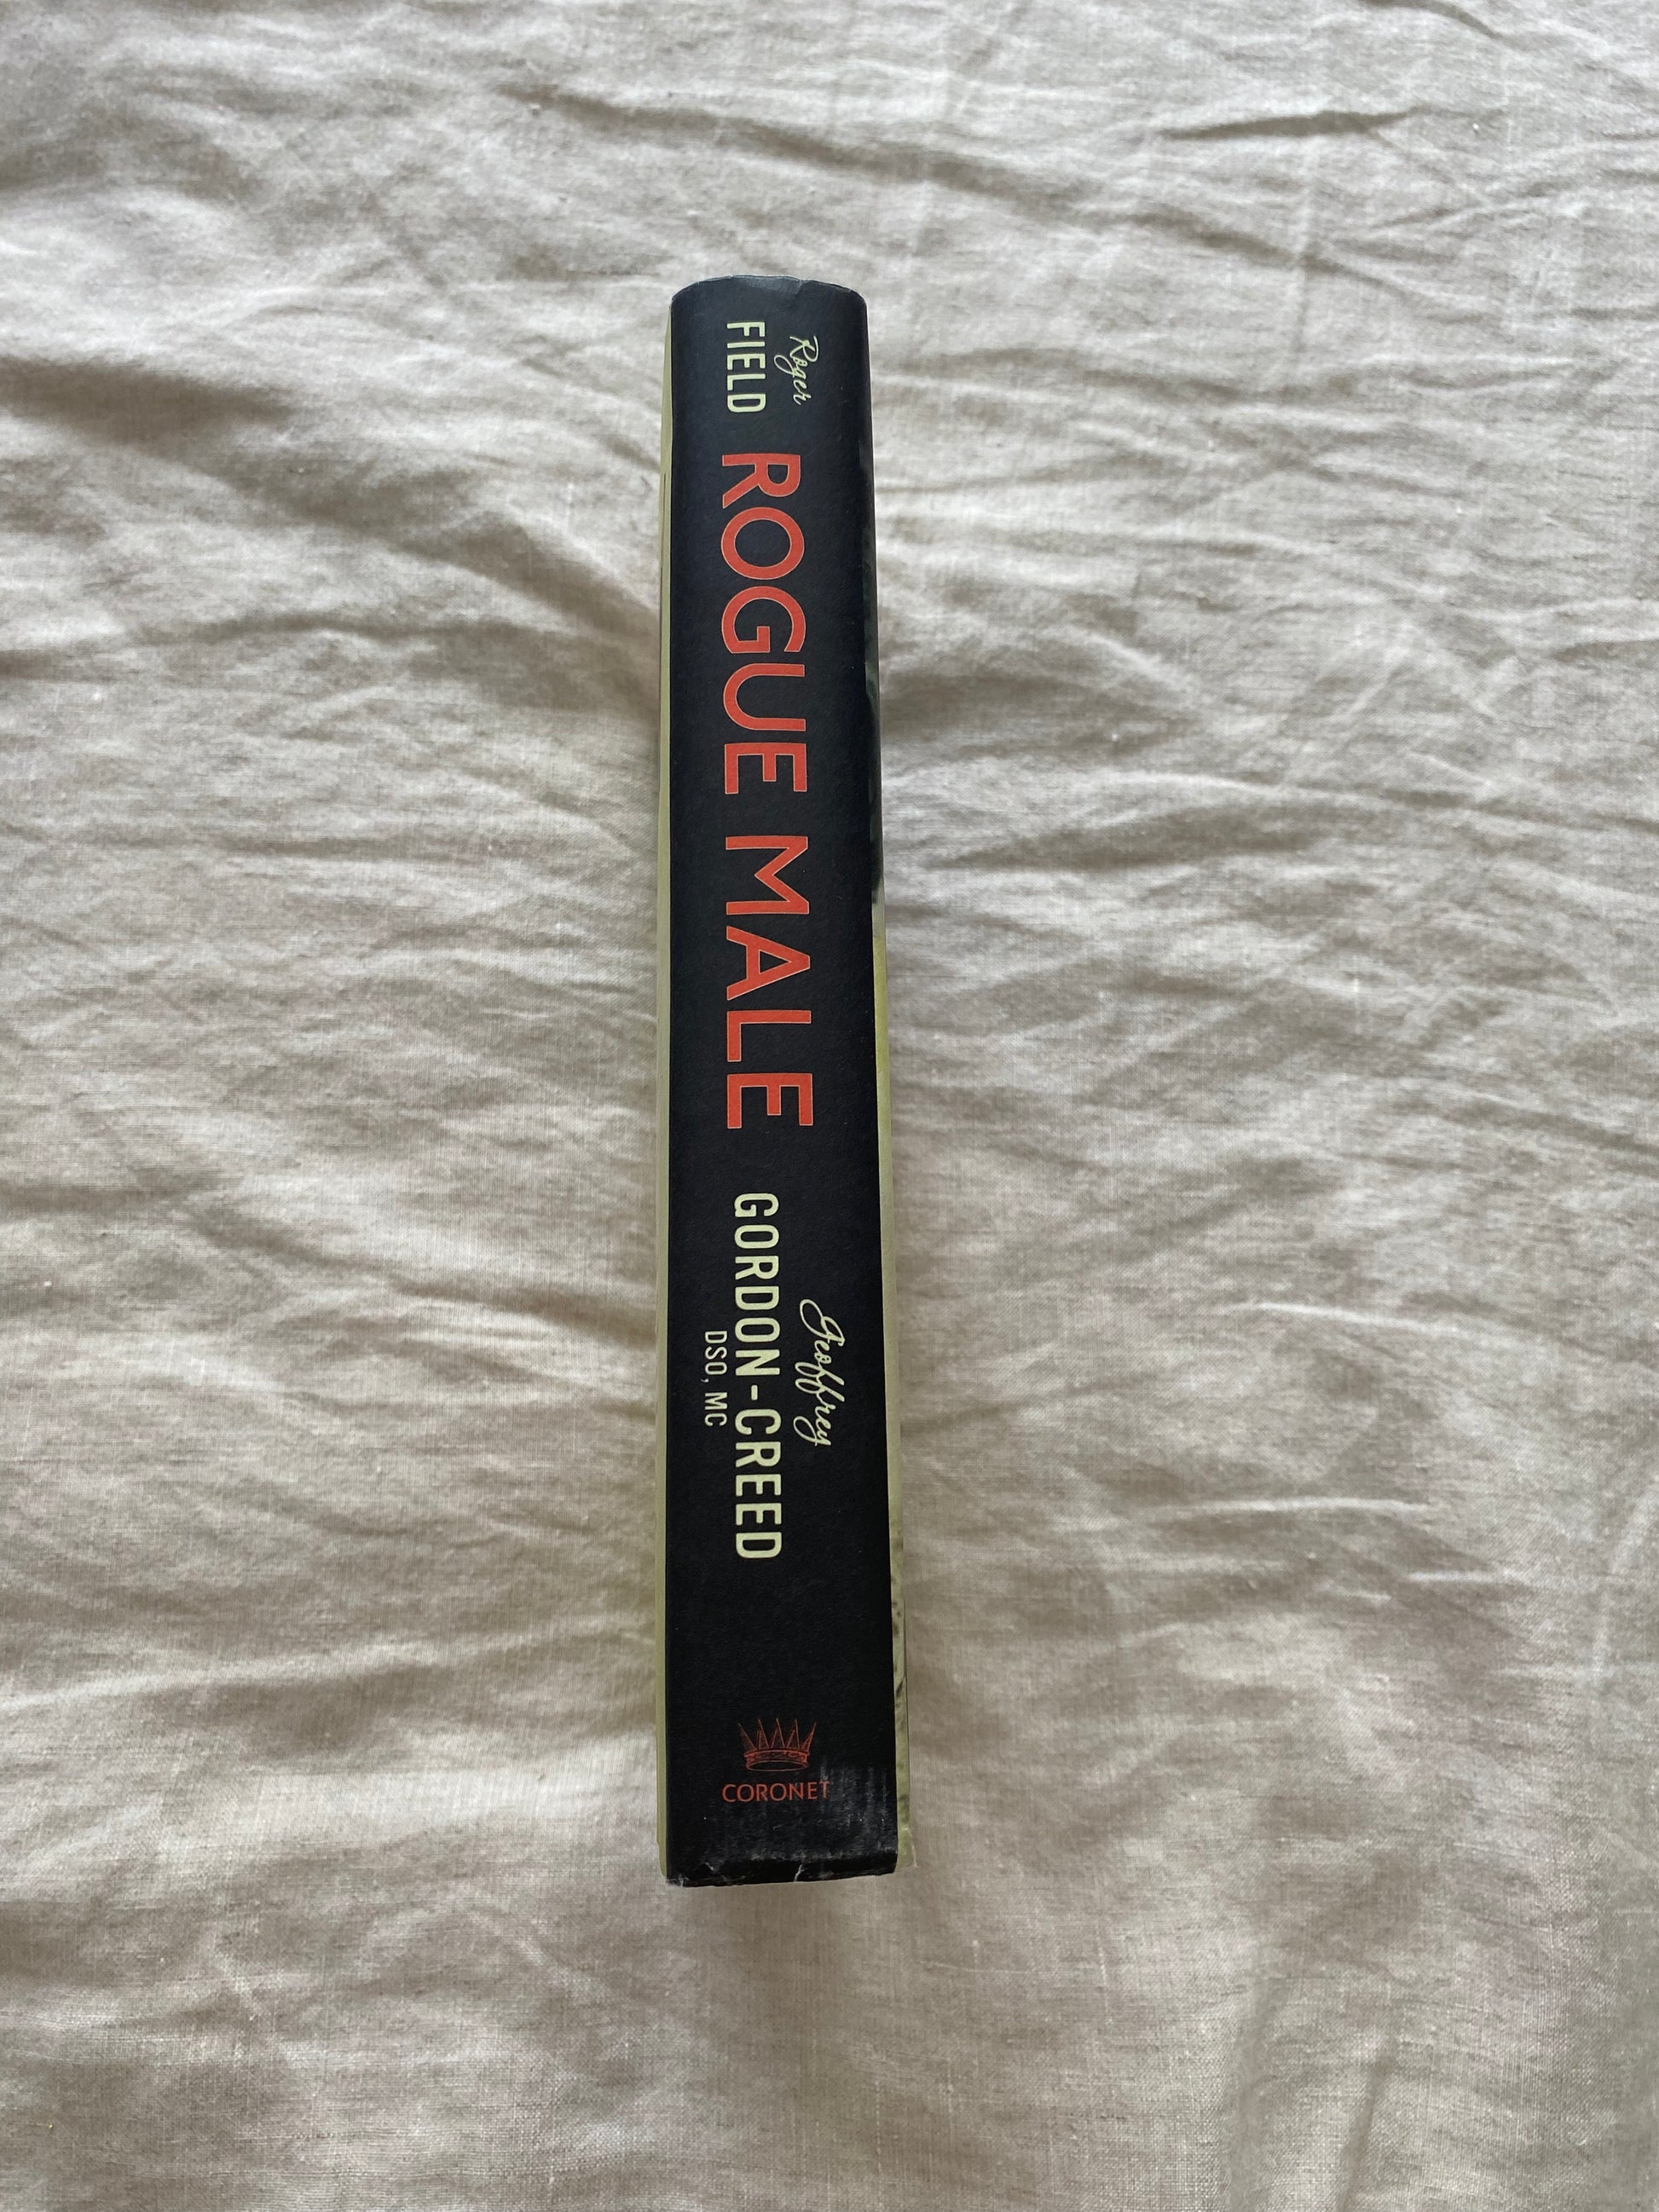 Roger
FIELD
ROGUE MALE
Geoffrey
GORDON-CREED
DSO, MC
CORONET